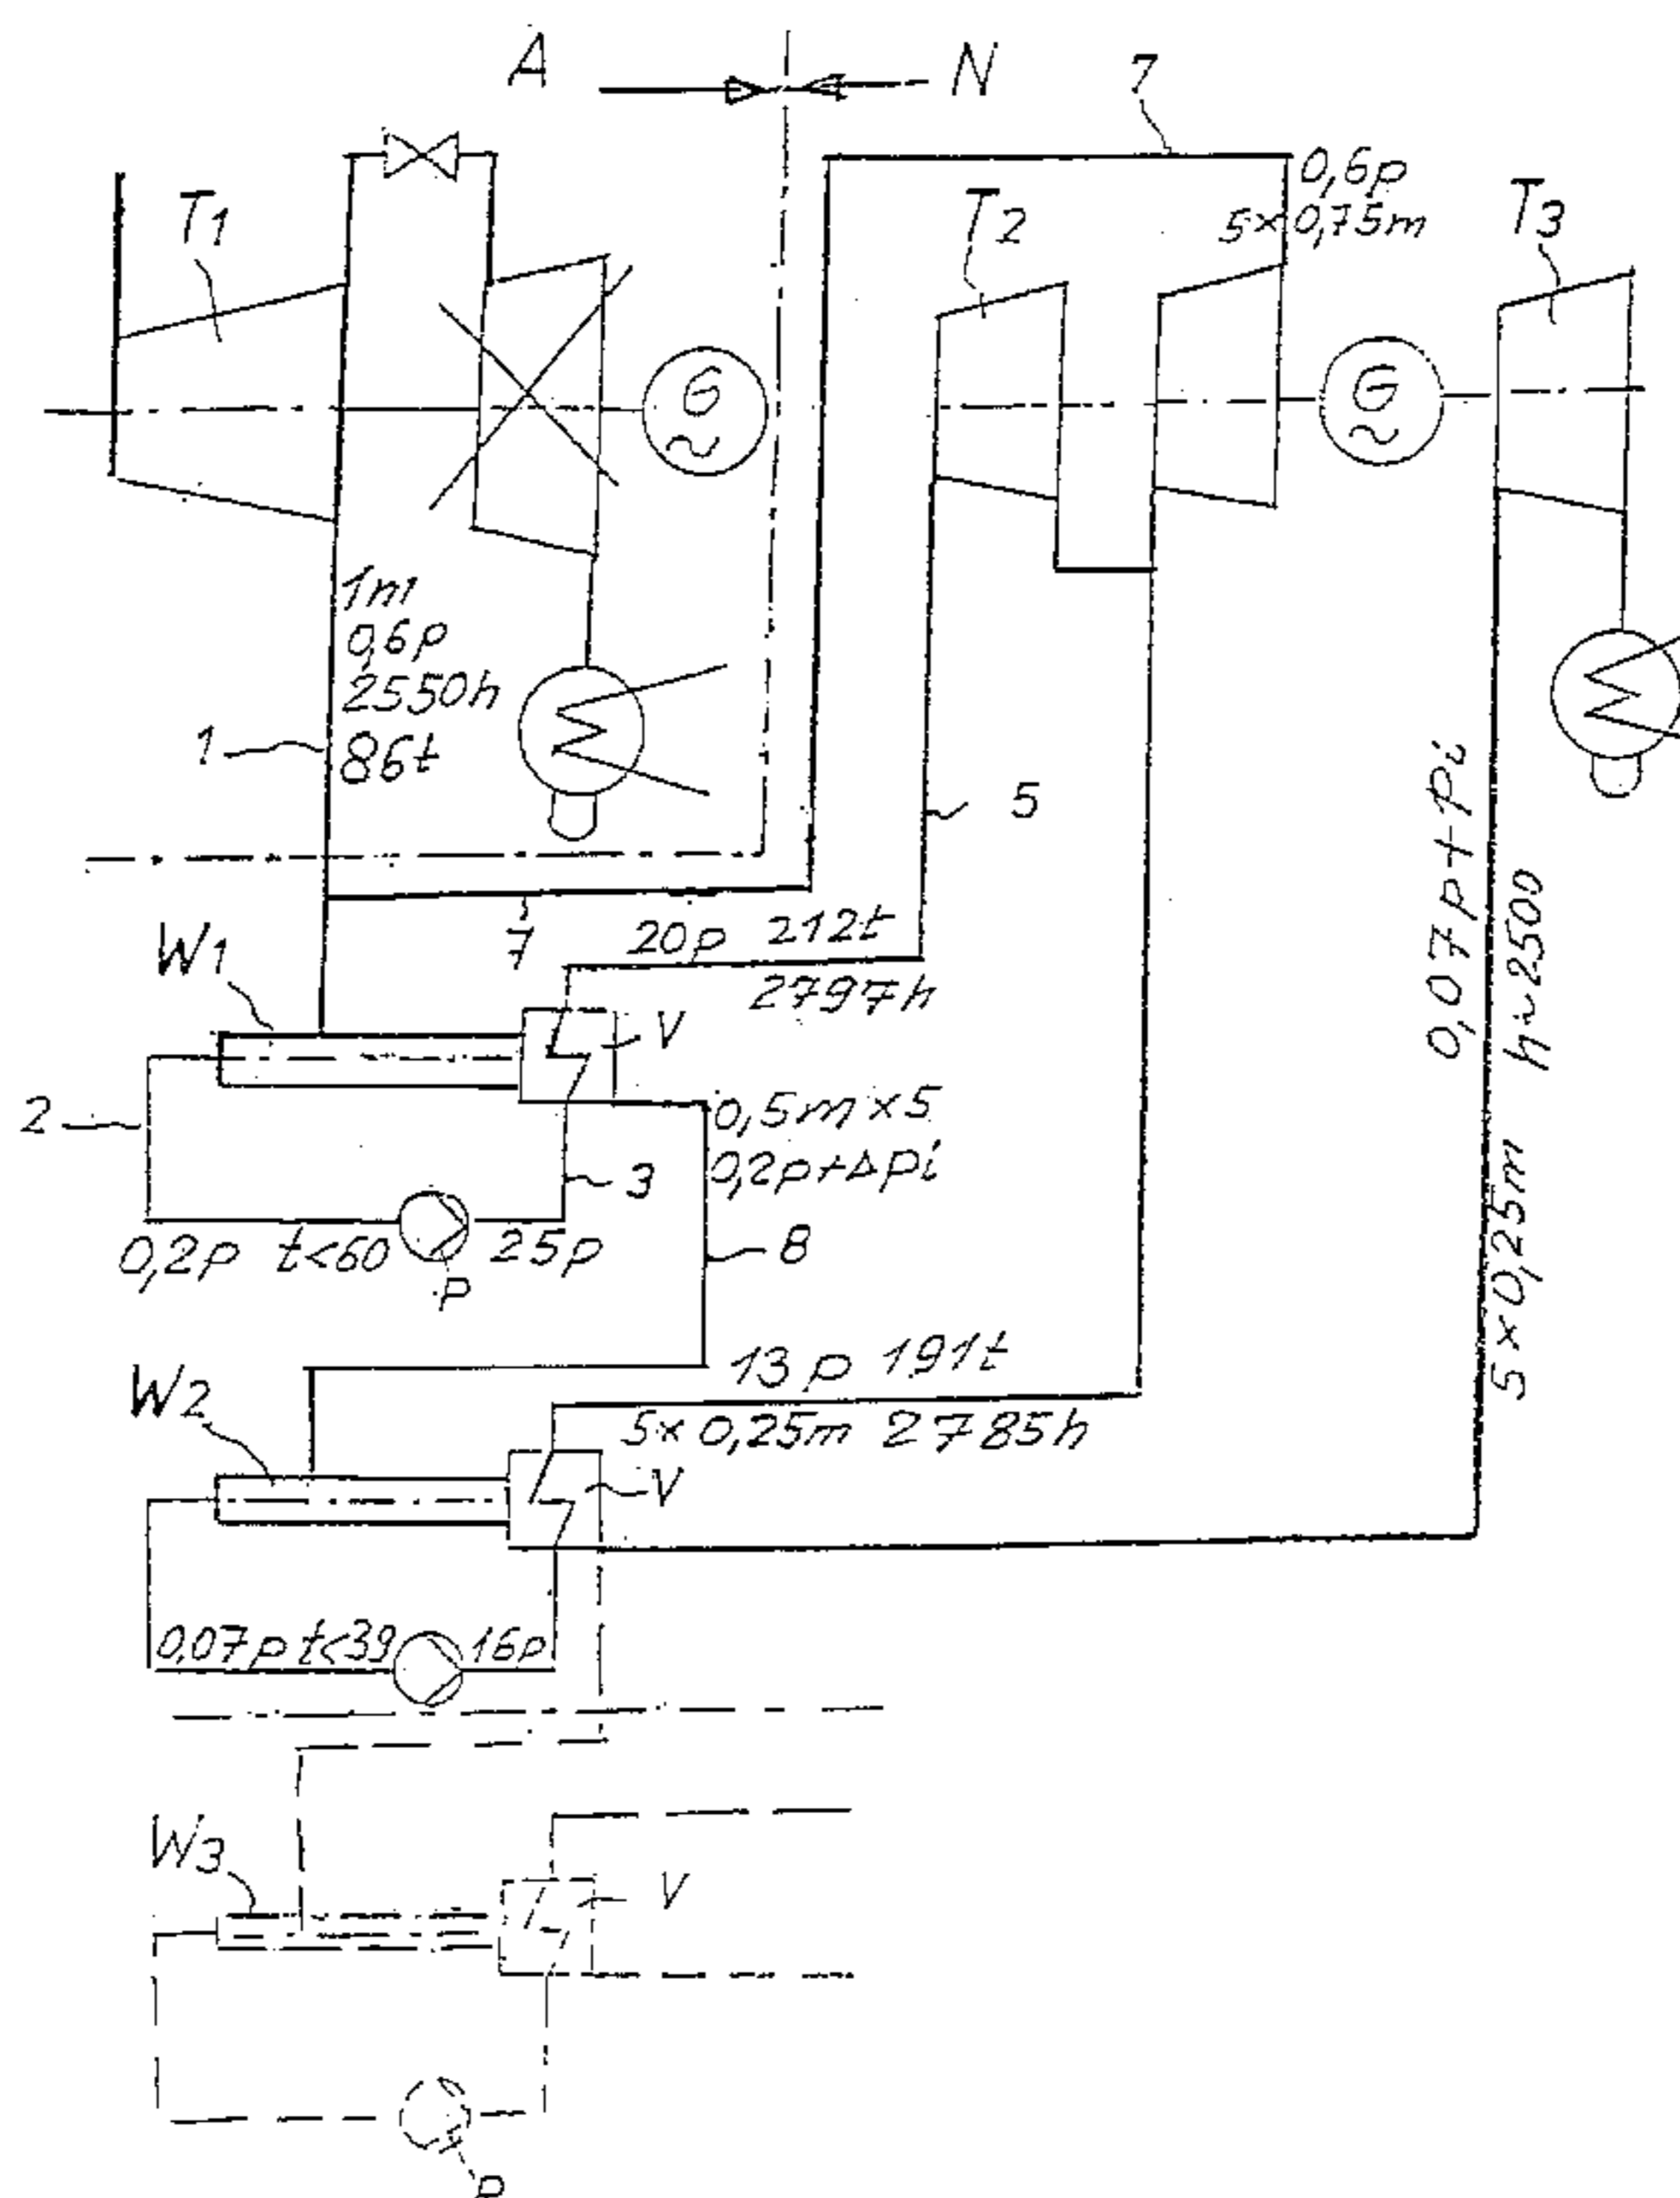 A
N
7
T1
T2
0,6p
5×0,75m
T3
G
~
G
~
1m
0,6p
2550h
86t
1
5
0,07p+pi
h~2500
5×0,25m
7
20p 212t
2797h
W1
V
2
0,5m×5
0,2p+Δpi
3
8
0,2p t<60
25p
P
13p 191t
5×0,25m 2785h
W2
V
0,07p t<39
16p
W3
V
P